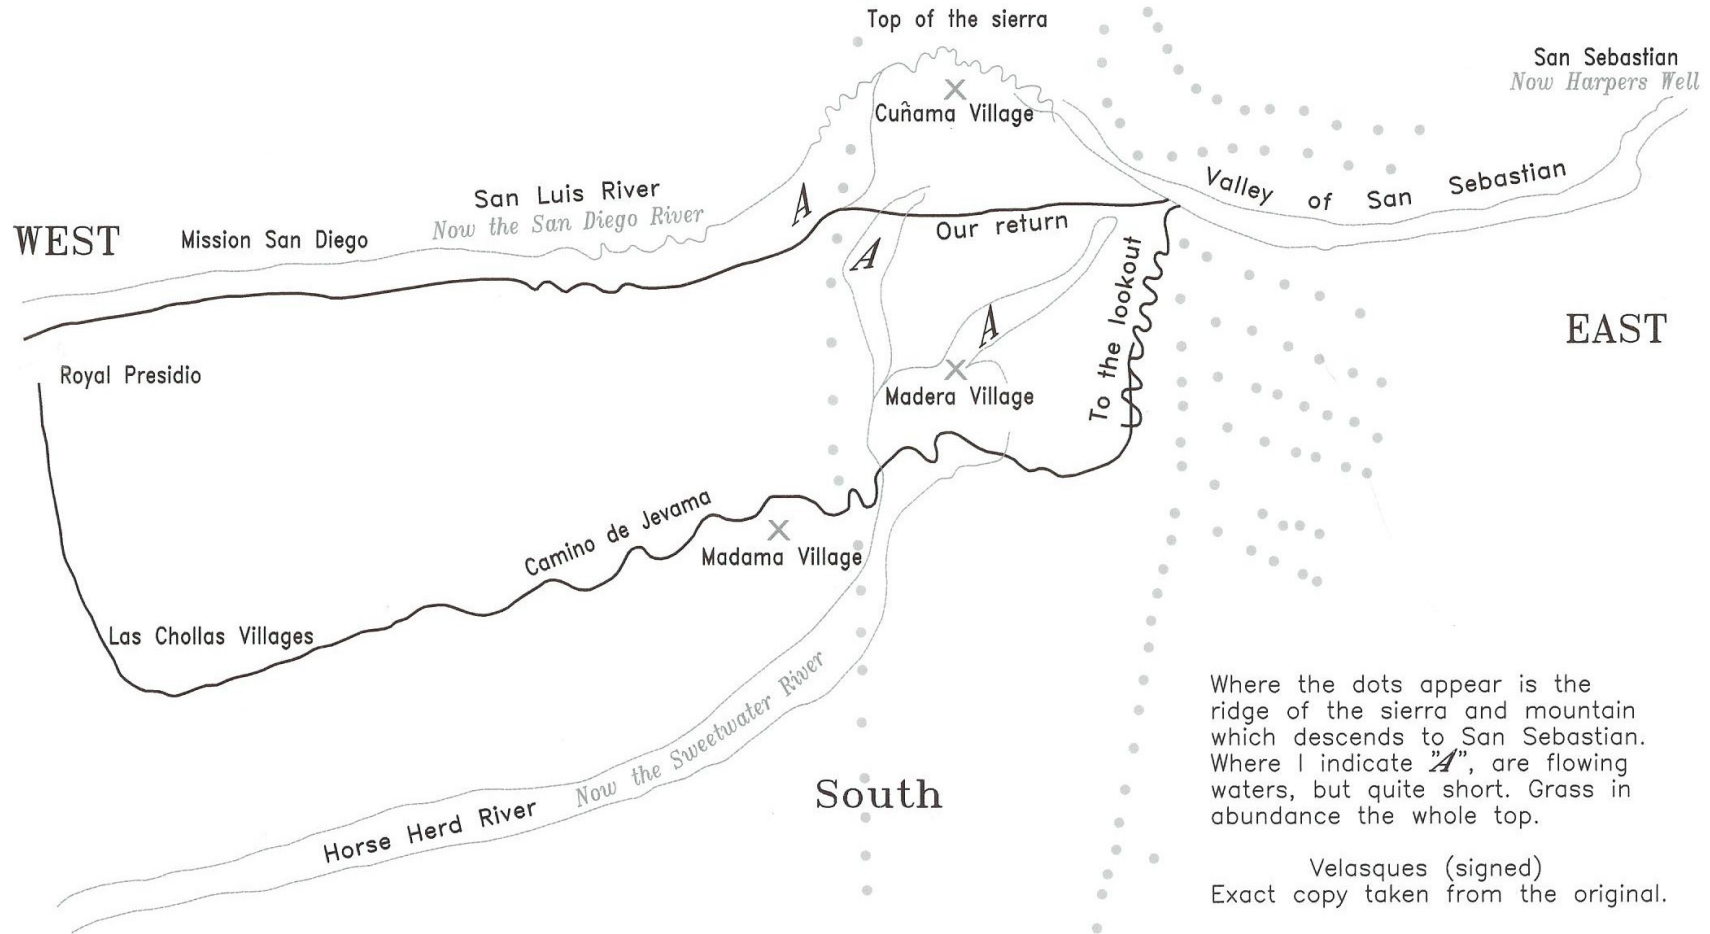 Top of the sierra
San Sebastian
Now Harpers Well
Cuñama Village
San Luis River
Now the San Diego River
WEST
Mission San Diego
A
Valley of San Sebastian
Our return
A
To the lookout
A
EAST
Royal Presidio
Madera Village
Camino de Jevama
Madama Village
Las Chollas Villages
Now the Sweetwater River
South
Horse Herd River
Where the dots appear is the
ridge of the sierra and mountain
which descends to San Sebastian.
Where I indicate "A", are flowing
waters, but quite short. Grass in
abundance the whole top.
Velasques (signed)
Exact copy taken from the original.